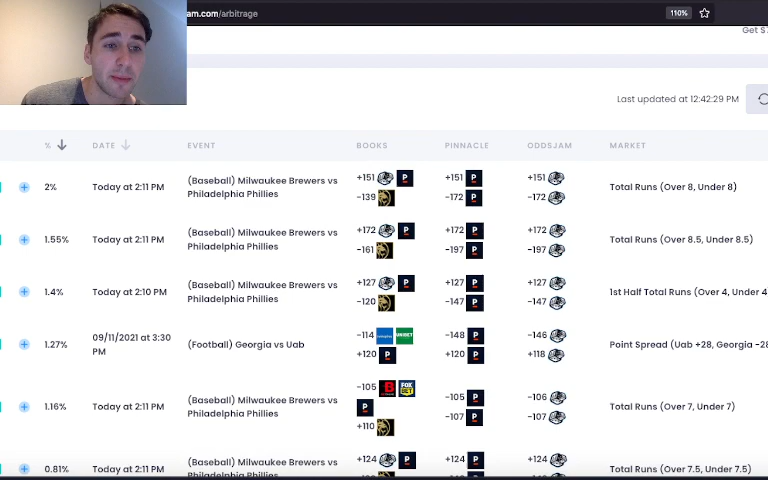 am.com/arbitrage
110%
Get $
Last updated at 12:42:29 PM
% DATE EVENT BOOKS PINNACLE ODDSJAM MARKET
2% Today at 2:11 PM (Baseball) Milwaukee Brewers vs Philadelphia Phillies +151 P -139 +151 P -172 P +151 -172 Total Runs (Over 8, Under 8)
1.55% Today at 2:11 PM (Baseball) Milwaukee Brewers vs Philadelphia Phillies +172 P -161 +172 P -197 P +172 -197 Total Runs (Over 8.5, Under 8.5)
1.4% Today at 2:10 PM (Baseball) Milwaukee Brewers vs Philadelphia Phillies +127 P -120 +127 P -147 P +127 -147 1st Half Total Runs (Over 4, Under 4
1.27% 09/11/2021 at 3:30 PM (Football) Georgia vs Uab -114 UNIBET +120 P -148 P +120 P -146 +118 Point Spread (Uab +28, Georgia -28
1.16% Today at 2:11 PM (Baseball) Milwaukee Brewers vs Philadelphia Phillies -105 B FOX BET P +110 -105 P -107 P -106 -107 Total Runs (Over 7, Under 7)
0.81% Today at 2:11 PM (Baseball) Milwaukee Brewers vs Philadelphia Phillies +124 P +124 P +124 Total Runs (Over 7.5, Under 7.5)